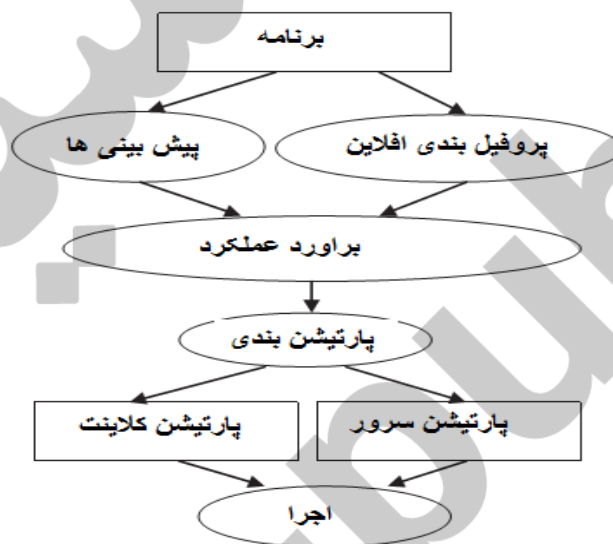 برنامه
پروفیل بندی افلاین
پیش بینی ها
براورد عملکرد
پارتیشن بندی
پارتیشن سرور
پارتیشن کلاینت
اجرا